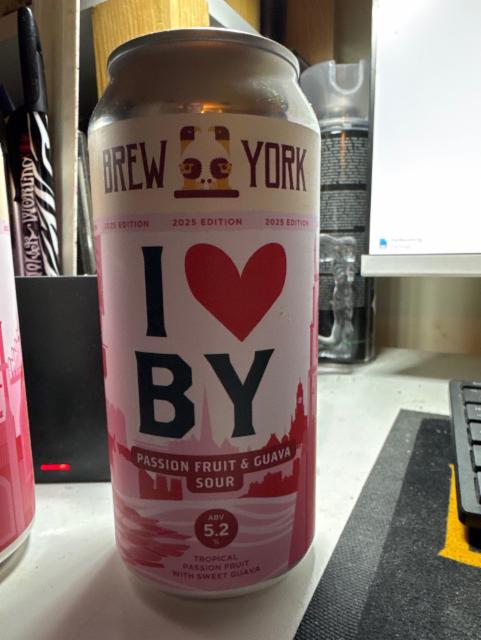 BREW YORK
2025 EDITION 2025 EDITION 2025 EDITION
I ❤
BY
PASSION FRUIT & GUAVA
SOUR
ABV
5.2
%
TROPICAL
PASSION FRUIT
WITH SWEET GUAVA